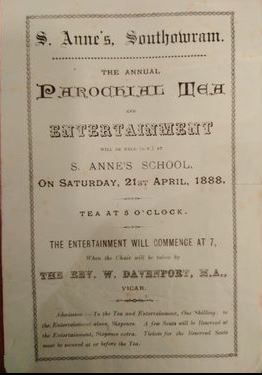 S. Anne's, Southowram.
THE ANNUAL
PAROCHIAL TEA
AND
ENTERTAINMENT
WILL BE HELD (D.V.) AT
S. ANNE'S SCHOOL,
ON SATURDAY, 21ST APRIL, 1888.
TEA AT 5 O'CLOCK.
THE ENTERTAINMENT WILL COMMENCE AT 7,
When the Chair will be taken by
THE REV. W. DAVENPORT, M.A.,
VICAR.
Admission:—To the Tea and Entertainment, One Shilling; to
the Entertainment alone, Sixpence. A few Seats will be Reserved at
the Entertainment, Sixpence extra. Tickets for the Reserved Seats
must be secured at or before the Tea.